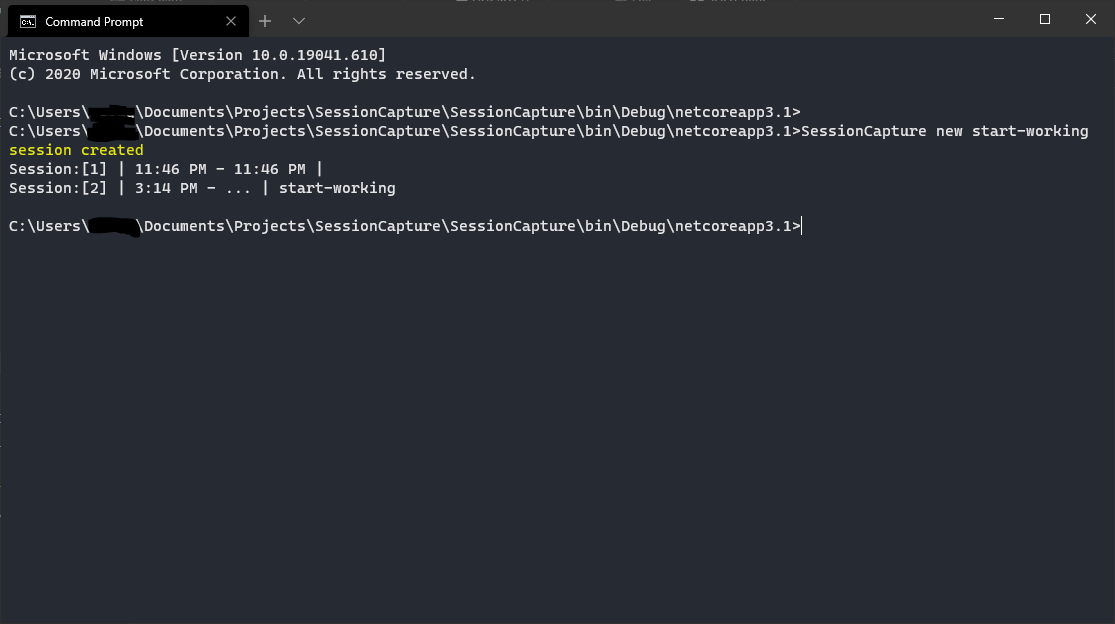 Command Prompt
Microsoft Windows [Version 10.0.19041.610]
(c) 2020 Microsoft Corporation. All rights reserved.
C:\Users\ \Documents\Projects\SessionCapture\SessionCapture\bin\Debug\netcoreapp3.1>
C:\Users\ \Documents\Projects\SessionCapture\SessionCapture\bin\Debug\netcoreapp3.1>SessionCapture new start-working
session created
Session:[1] | 11:46 PM - 11:46 PM |
Session:[2] | 3:14 PM - ... | start-working
C:\Users\ \Documents\Projects\SessionCapture\SessionCapture\bin\Debug\netcoreapp3.1>